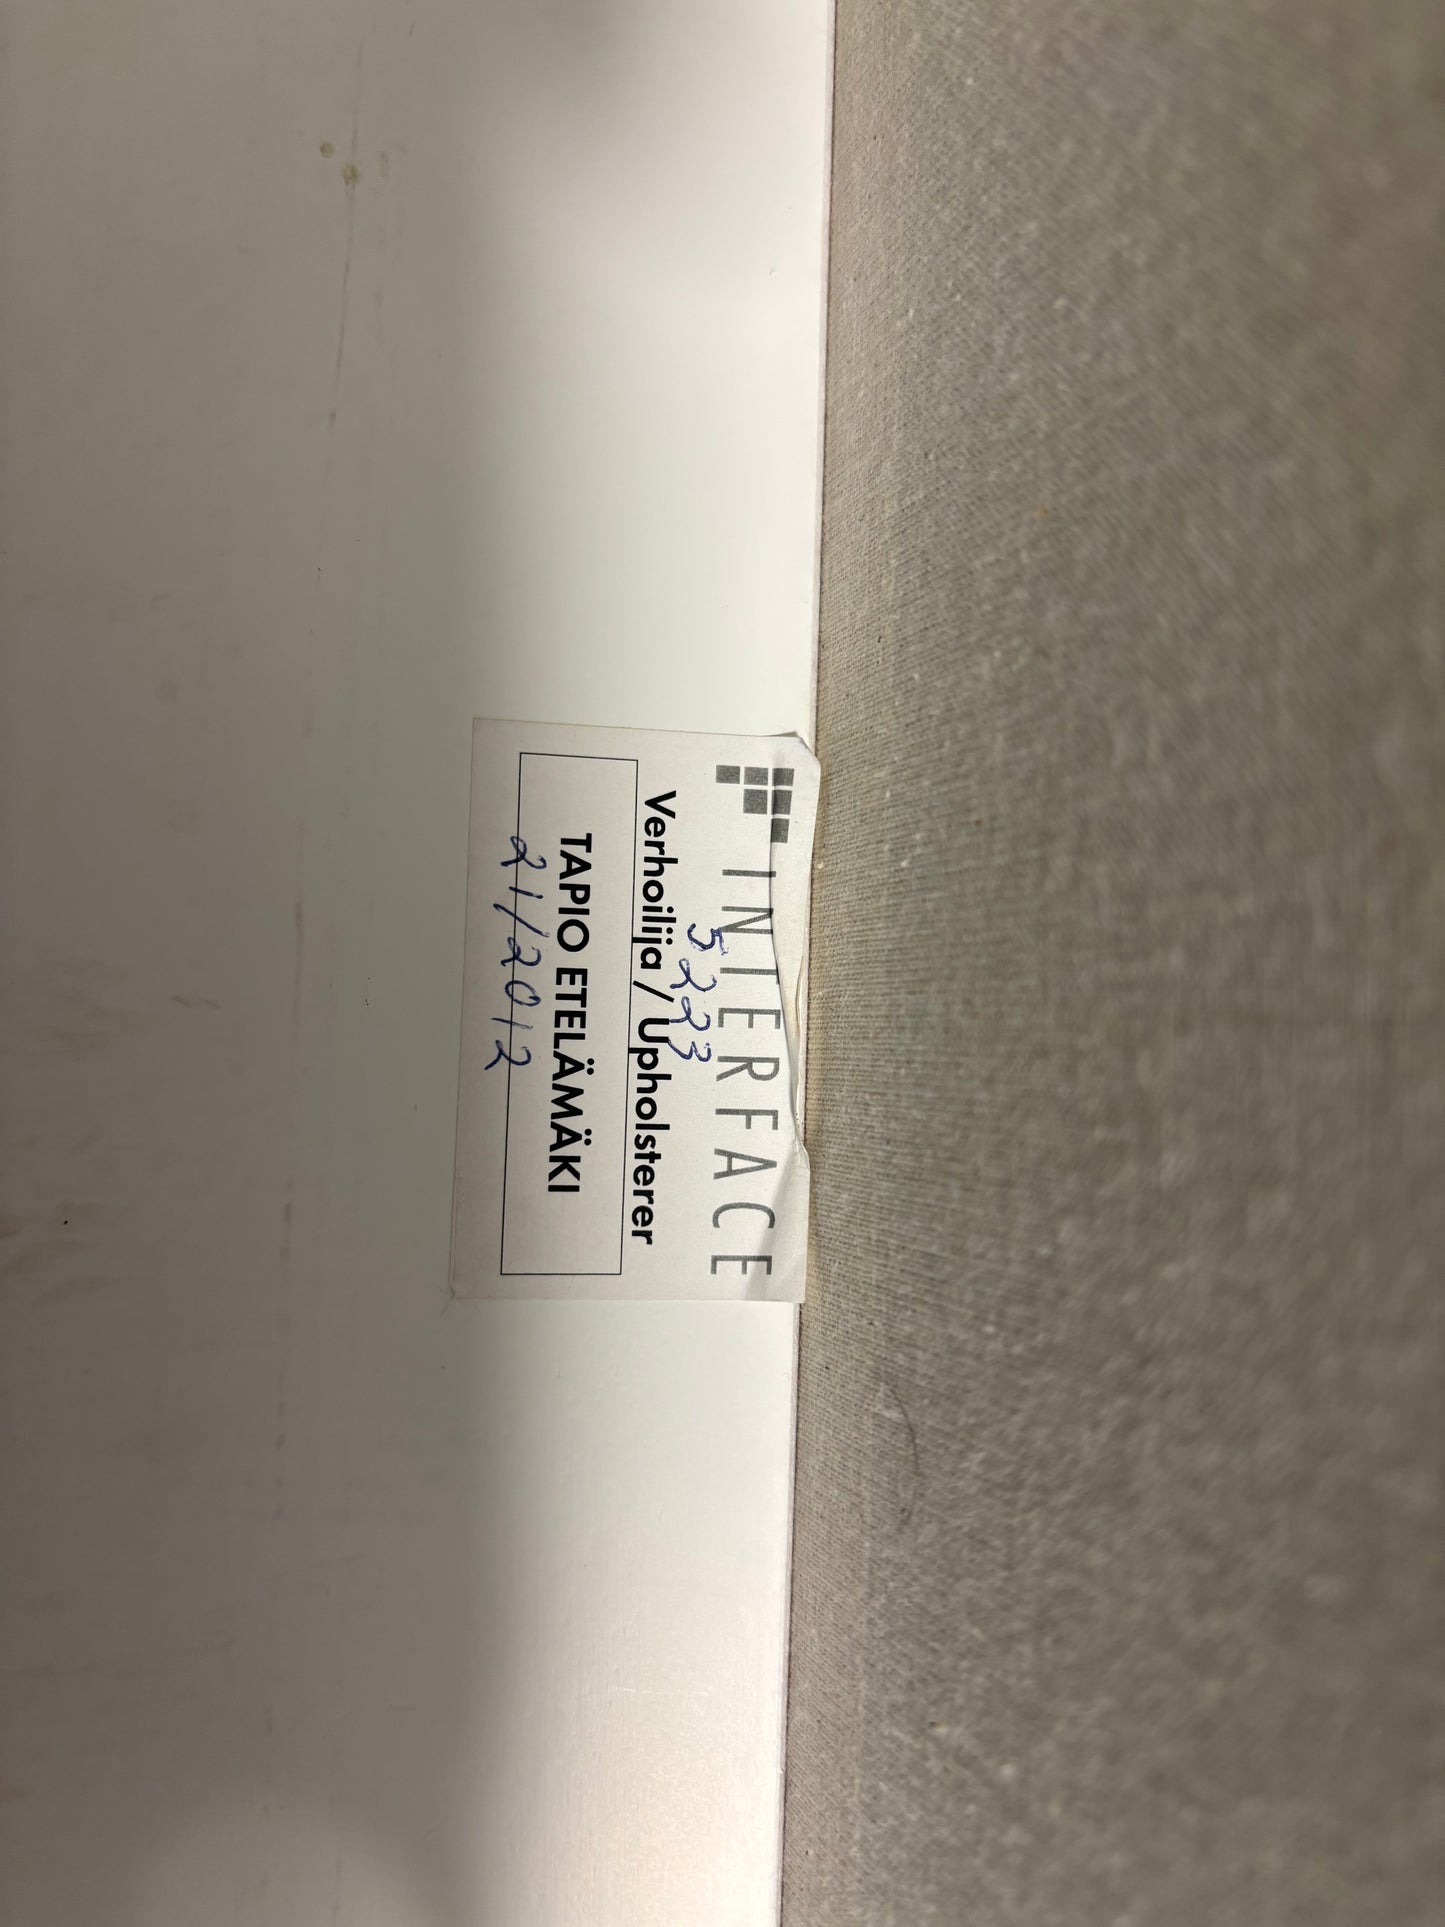 INTERFACE
5223
Verhoilija / Upholsterer
TAPIO ETELÄMÄKI
21/2012